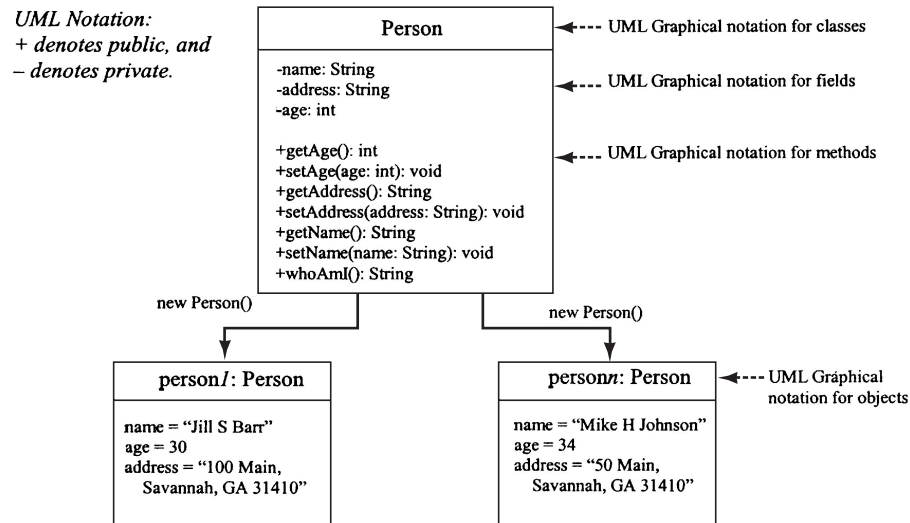 UML Notation:
+ denotes public, and
– denotes private.
Person
UML Graphical notation for classes
-name: String
-address: String
-age: int
UML Graphical notation for fields
+getAge(): int
+setAge(age: int): void
+getAddress(): String
+setAddress(address: String): void
+getName(): String
+setName(name: String): void
+whoAmI(): String
UML Graphical notation for methods
new Person()
new Person()
person1: Person
name = “Jill S Barr”
age = 30
address = “100 Main,
Savannah, GA 31410”
personn: Person
name = “Mike H Johnson”
age = 34
address = “50 Main,
Savannah, GA 31410”
UML Graphical
notation for objects